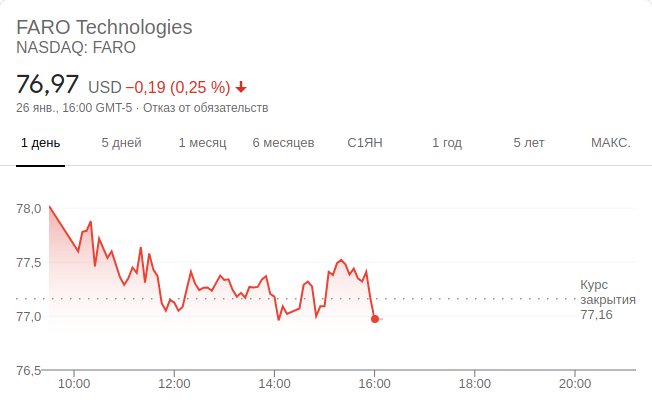 FARO Technologies
NASDAQ: FARO
76,97 USD −0,19 (0,25 %)
26 янв., 16:00 GMT-5 · Отказ от обязательств
1 день 5 дней 1 месяц 6 месяцев С1ЯН 1 год 5 лет МАКС.
78,0
77,5
Курс
закрытия
77,16
77,0
76,5
10:00 12:00 14:00 16:00 18:00 20:00